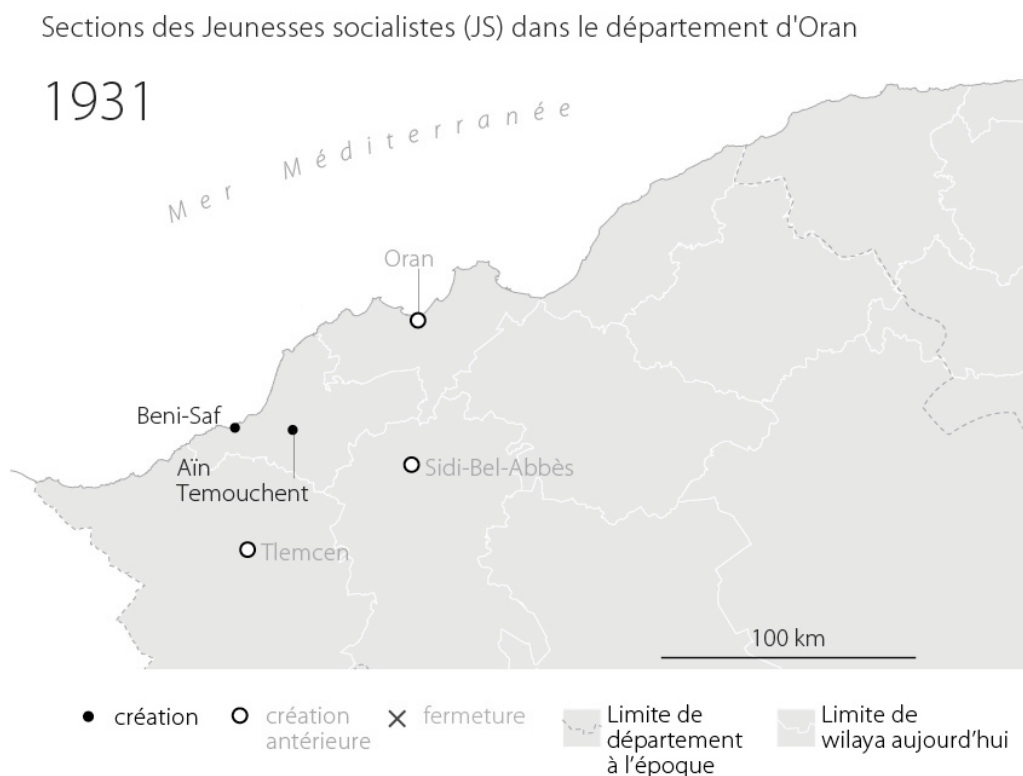 Sections des Jeunesses socialistes (JS) dans le département d'Oran
1931
Mer Méditerranée
Oran
Beni-Saf
Aïn
Temouchent
Sidi-Bel-Abbès
Tlemcen
100 km
création
création
antérieure
fermeture
Limite de
département
à l'époque
Limite de
wilaya aujourd'hui